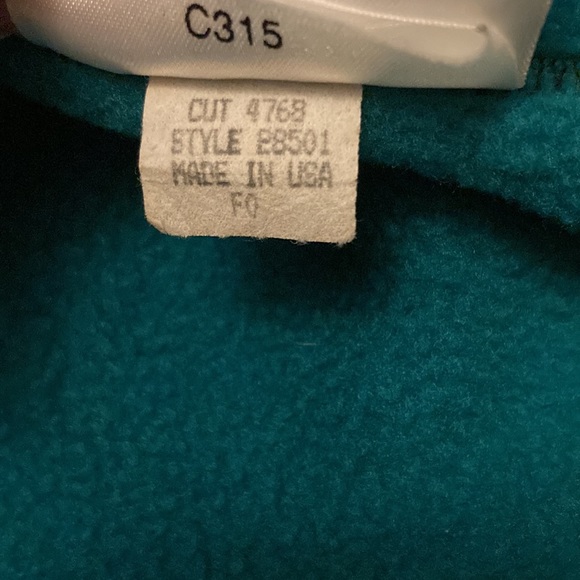 C315
CUT 4768
STYLE 28501
MADE IN USA
FO